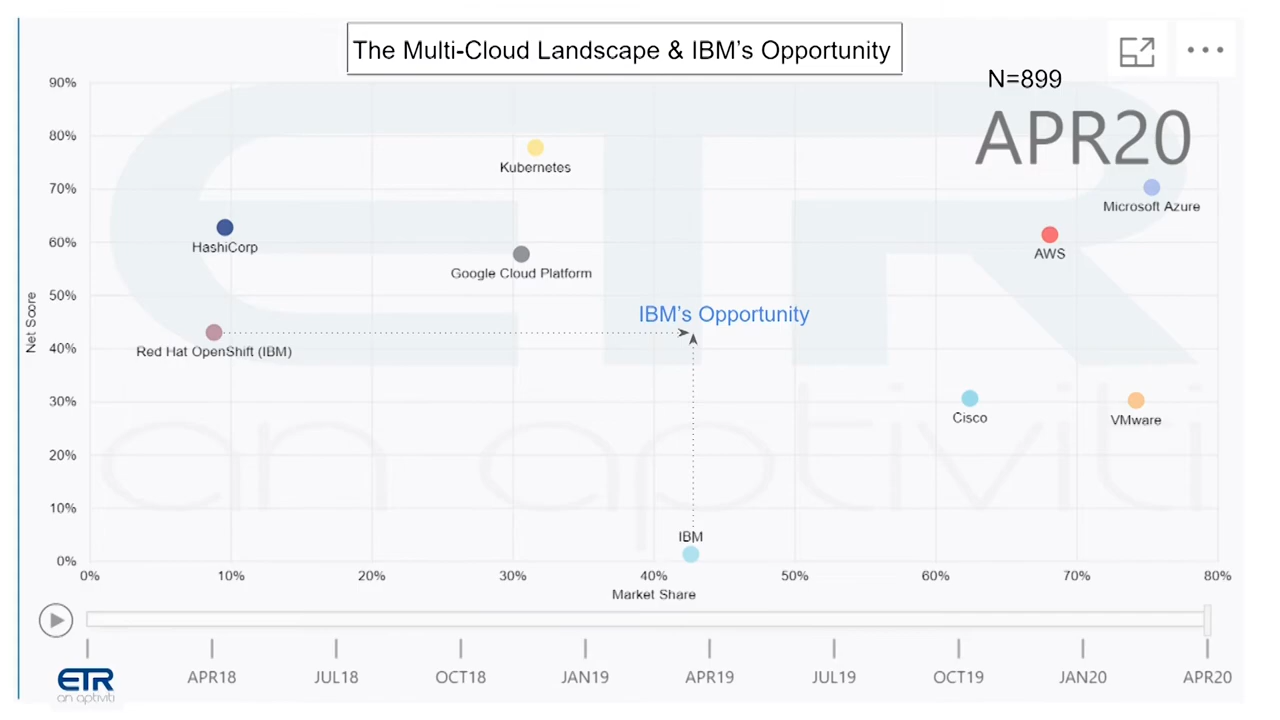 The Multi-Cloud Landscape & IBM's Opportunity
N=899
APR20
90%
80%
70%
60%
50%
40%
30%
20%
10%
0%
Net Score
Kubernetes
Microsoft Azure
HashiCorp
AWS
Google Cloud Platform
IBM's Opportunity
Red Hat OpenShift (IBM)
Cisco
VMware
IBM
ETR
an aptiviti
0% 10% 20% 30% 40% 50% 60% 70% 80%
Market Share
APR18 JUL18 OCT18 JAN19 APR19 JUL19 OCT19 JAN20 APR20
ETR
an aptiviti